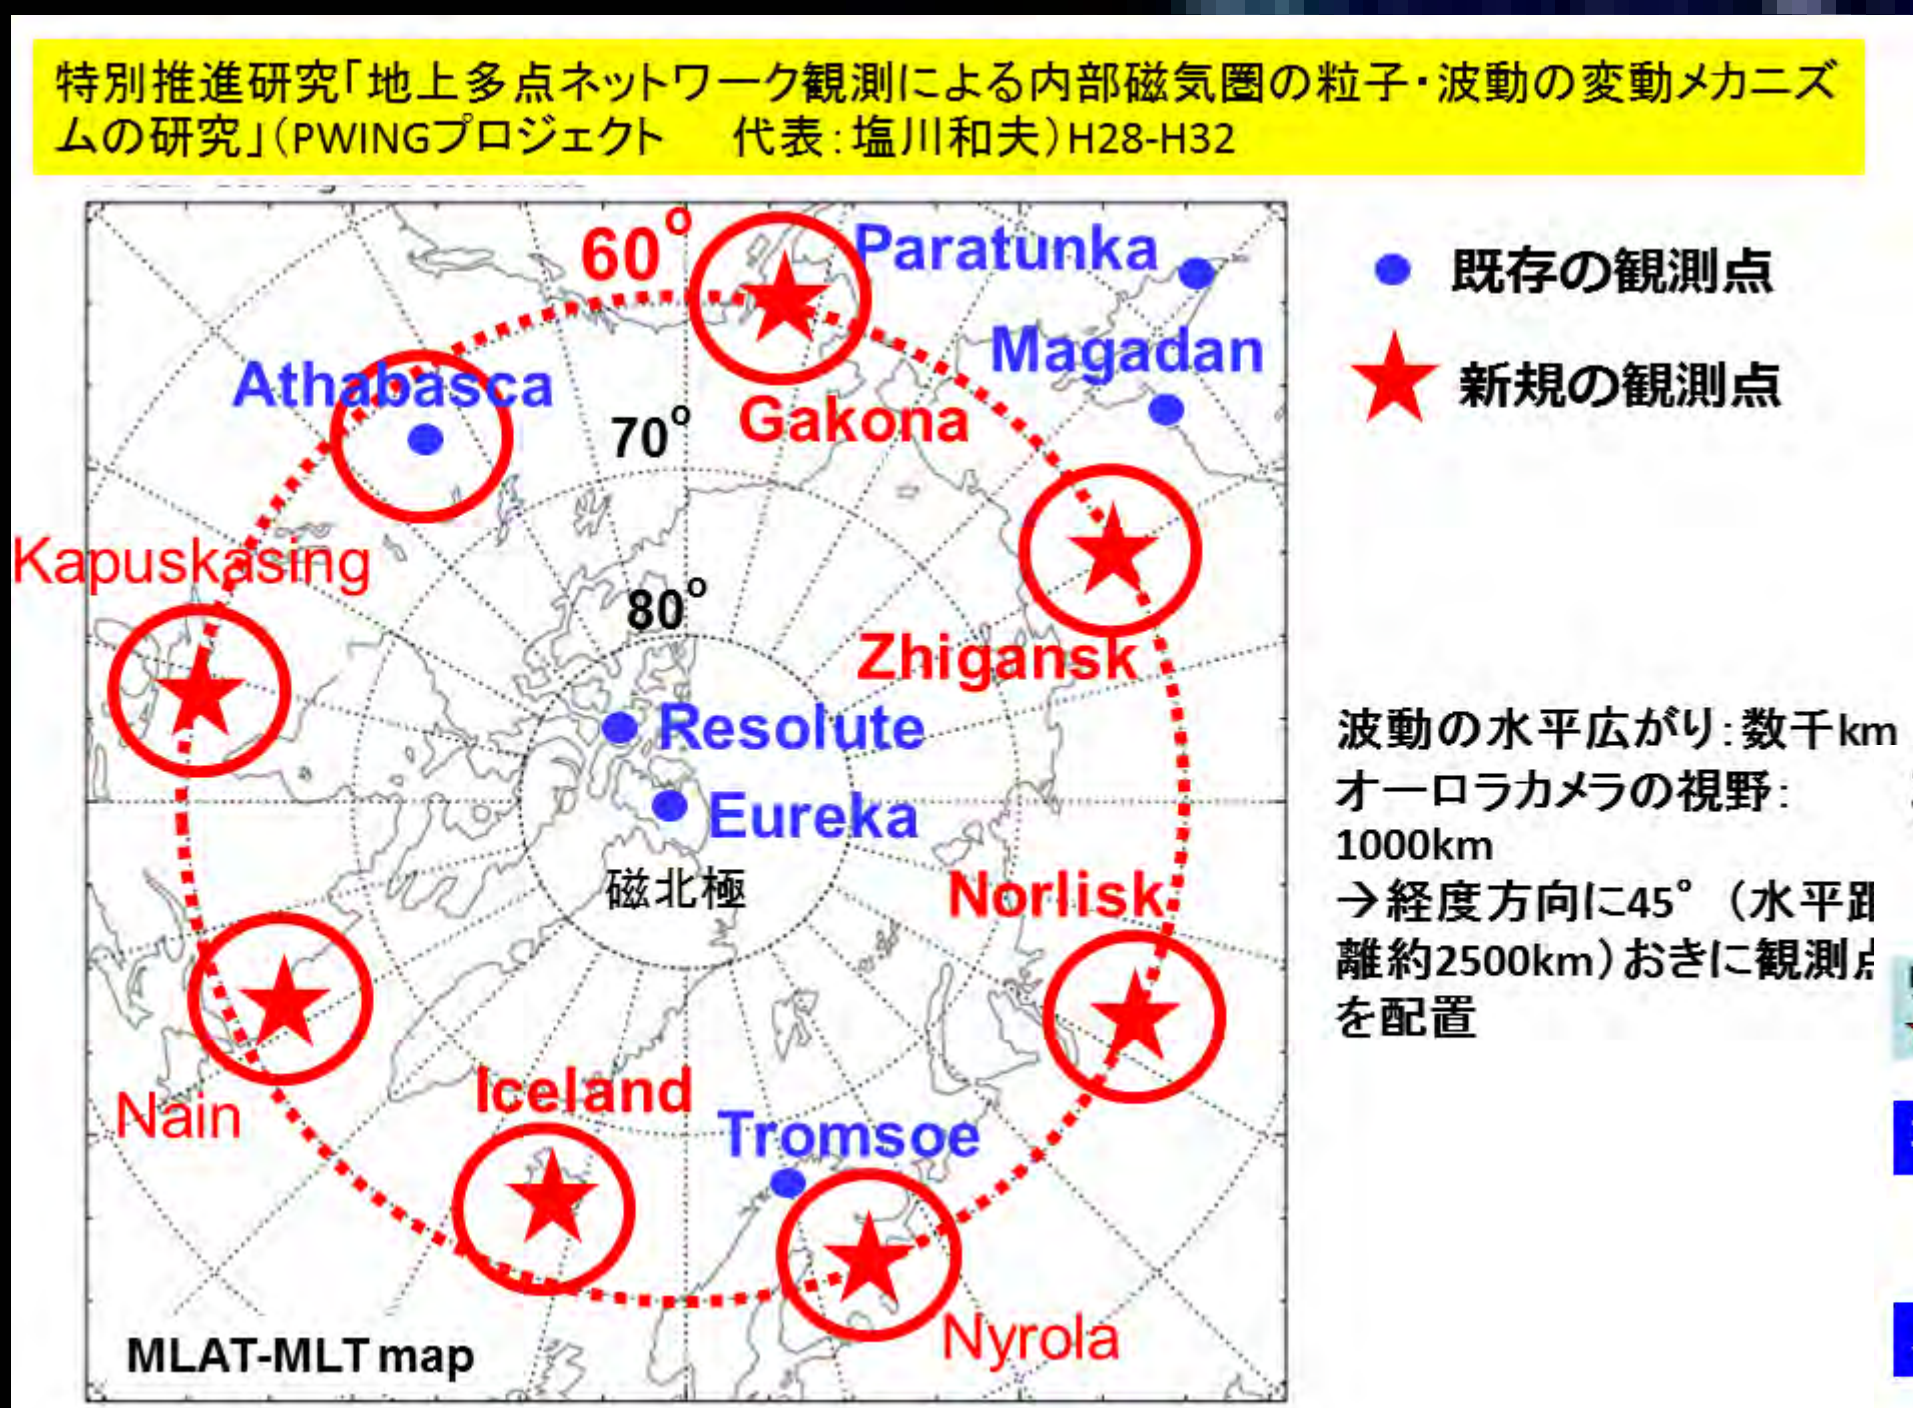 特別推進研究「地上多点ネットワーク観測による内部磁気圏の粒子・波動の変動メカニズ
ムの研究」（PWINGプロジェクト　代表：塩川和夫）H28-H32
60°
Paratunka
既存の観測点
Magadan
Athabasca
新規の観測点
70°
Gakona
Kapuskasing
80°
Zhigansk
Resolute
波動の水平広がり：数千km
Eureka
オーロラカメラの視野：
1000km
磁北極
Norlisk
→経度方向に45°（水平距
離約2500km）おきに観測点
を配置
Iceland
Nain
Tromsoe
Nyrola
MLAT-MLT map